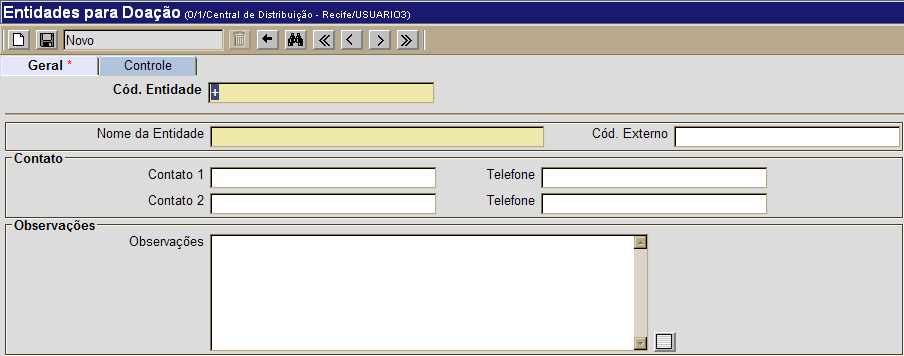 Entidades para Doação (0/1/Central de Distribuição - Recife/USUARIO3)
Novo
Geral * Controle
Cód. Entidade +
Nome da Entidade Cód. Externo
Contato
Contato 1 Telefone
Contato 2 Telefone
Observações
Observações